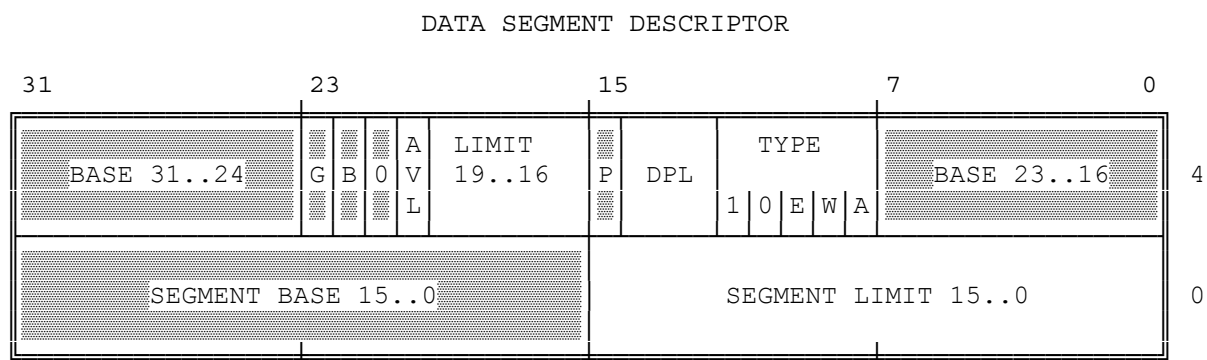 DATA SEGMENT DESCRIPTOR
31 23 15 7 0
A LIMIT TYPE
BASE 31..24 G B 0 V 19..16 P DPL BASE 23..16 4
L 1 0 E W A
SEGMENT BASE 15..0 SEGMENT LIMIT 15..0 0